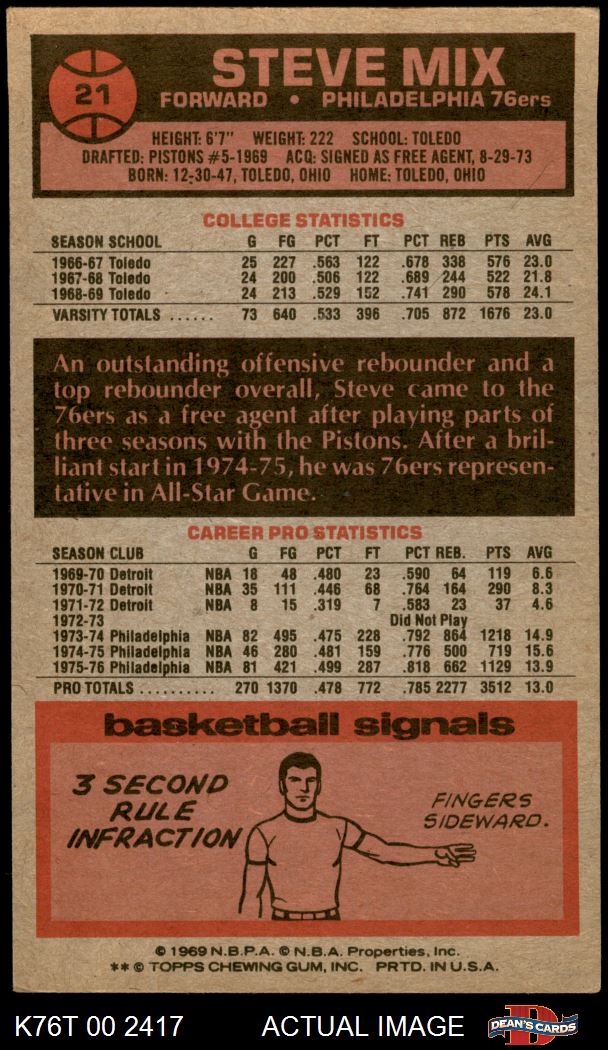 21
STEVE MIX
FORWARD • PHILADELPHIA 76ers
HEIGHT: 6'7" WEIGHT: 222 SCHOOL: TOLEDO
DRAFTED: PISTONS #5-1969 ACQ: SIGNED AS FREE AGENT, 8-29-73
BORN: 12-30-47, TOLEDO, OHIO HOME: TOLEDO, OHIO
COLLEGE STATISTICS
SEASON SCHOOL G FG PCT FT PCT REB PTS AVG
1966-67 Toledo 25 227 .563 122 .678 338 576 23.0
1967-68 Toledo 24 200 .506 122 .689 244 522 21.8
1968-69 Toledo 24 213 .529 152 .741 290 578 24.1
VARSITY TOTALS ...... 73 640 .533 396 .705 872 1676 23.0
An outstanding offensive rebounder and a
top rebounder overall, Steve came to the
76ers as a free agent after playing parts of
three seasons with the Pistons. After a bril-
liant start in 1974-75, he was 76ers represen-
tative in All-Star Game.
CAREER PRO STATISTICS
SEASON CLUB G FG PCT FT PCT REB. PTS AVG
1969-70 Detroit NBA 18 48 .480 23 .590 64 119 6.6
1970-71 Detroit NBA 35 111 .446 68 .764 164 290 8.3
1971-72 Detroit NBA 8 15 .319 7 .583 23 37 4.6
1972-73 Did Not Play
1973-74 Philadelphia NBA 82 495 .475 228 .792 864 1218 14.9
1974-75 Philadelphia NBA 46 280 .481 159 .776 500 719 15.6
1975-76 Philadelphia NBA 81 421 .499 287 .818 662 1129 13.9
PRO TOTALS .......... 270 1370 .478 772 .785 2277 3512 13.0
basketball signals
3 SECOND
RULE
INFRACTION
FINGERS
SIDEWARD.
© 1969 N.B.P.A. © N.B.A. Properties, Inc.
** © TOPPS CHEWING GUM, INC. PRTD. IN U.S.A.
K76T 00 2417 ACTUAL IMAGE
D
DEAN'S CARDS